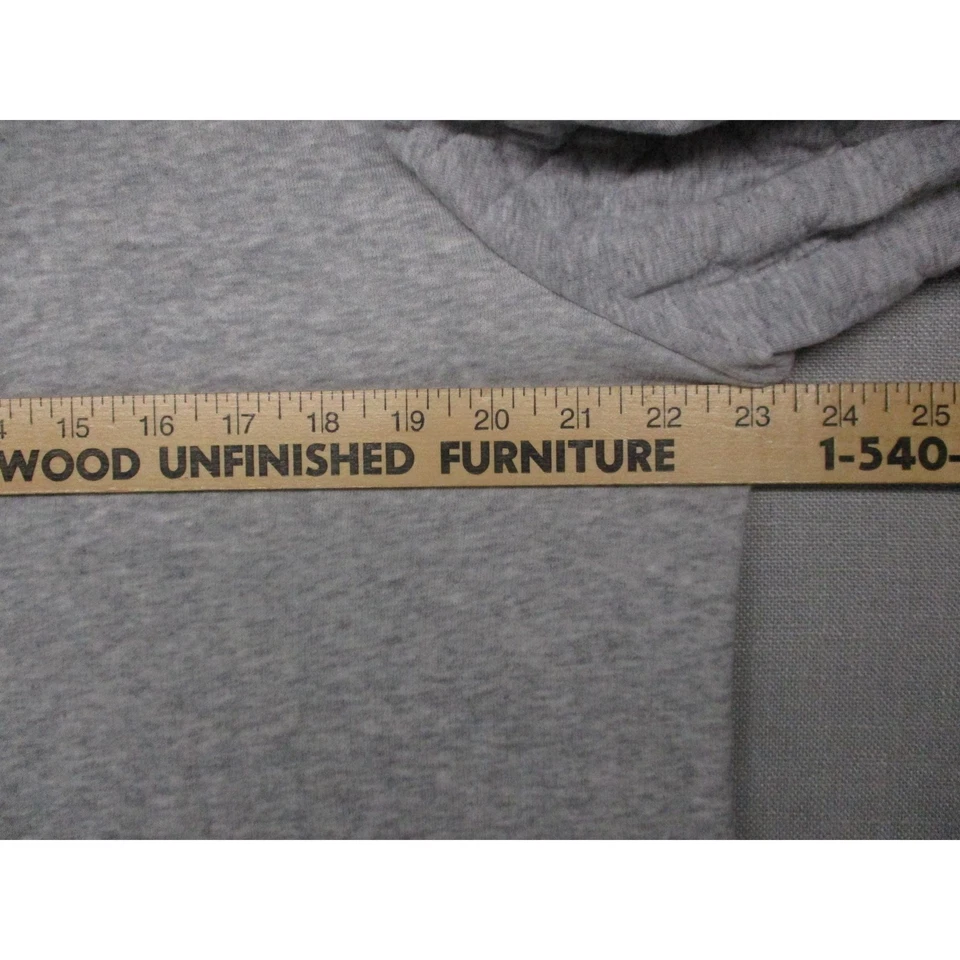 15 16 17 18 19 20 21 22 23 24 25
WOOD UNFINISHED FURNITURE 1-540-